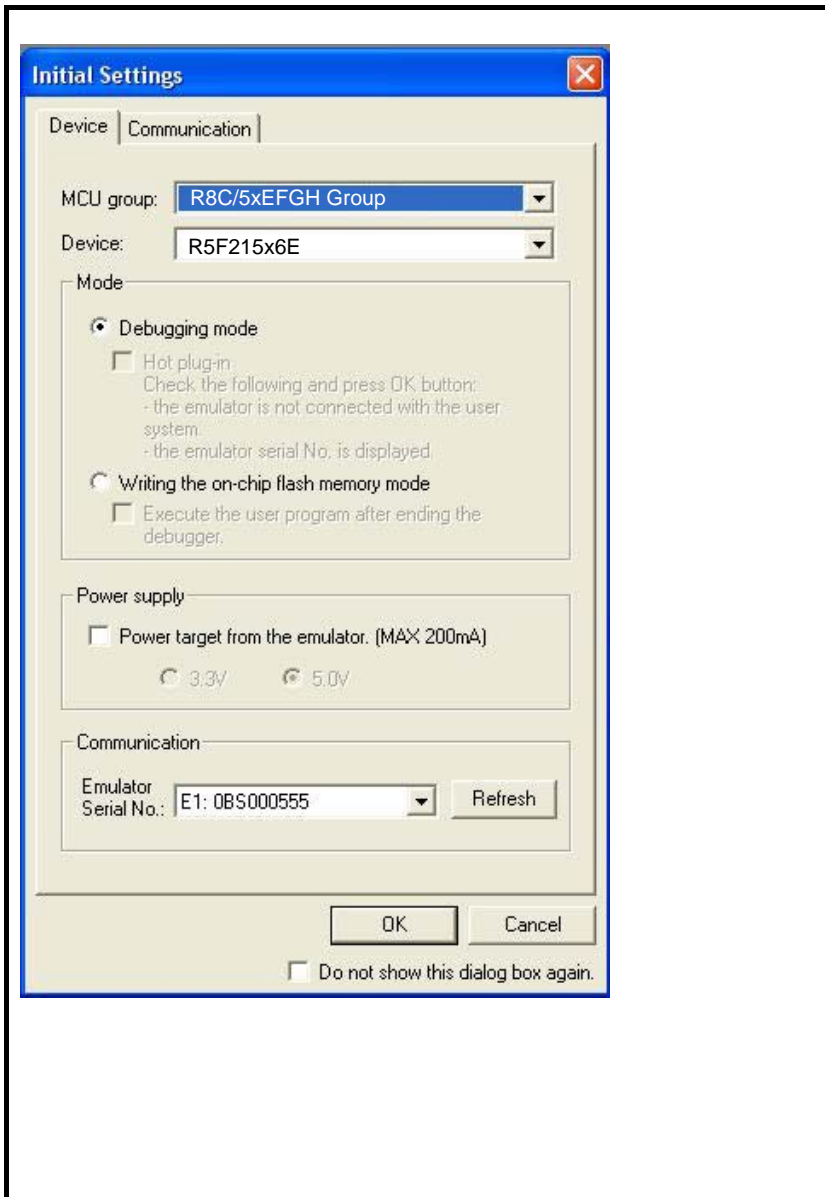 Initial Settings
Device Communication
MCU group: R8C/5xEFGH Group
Device: R5F215x6E
Mode
Debugging mode
Hot plug-in
Check the following and press OK button:
- the emulator is not connected with the user
system.
- the emulator serial No. is displayed.
Writing the on-chip flash memory mode
Execute the user program after ending the
debugger.
Power supply
Power target from the emulator. (MAX 200mA)
3.3V 5.0V
Communication
Emulator
Serial No.: E1: 0BS000555 Refresh
OK Cancel
Do not show this dialog box again.